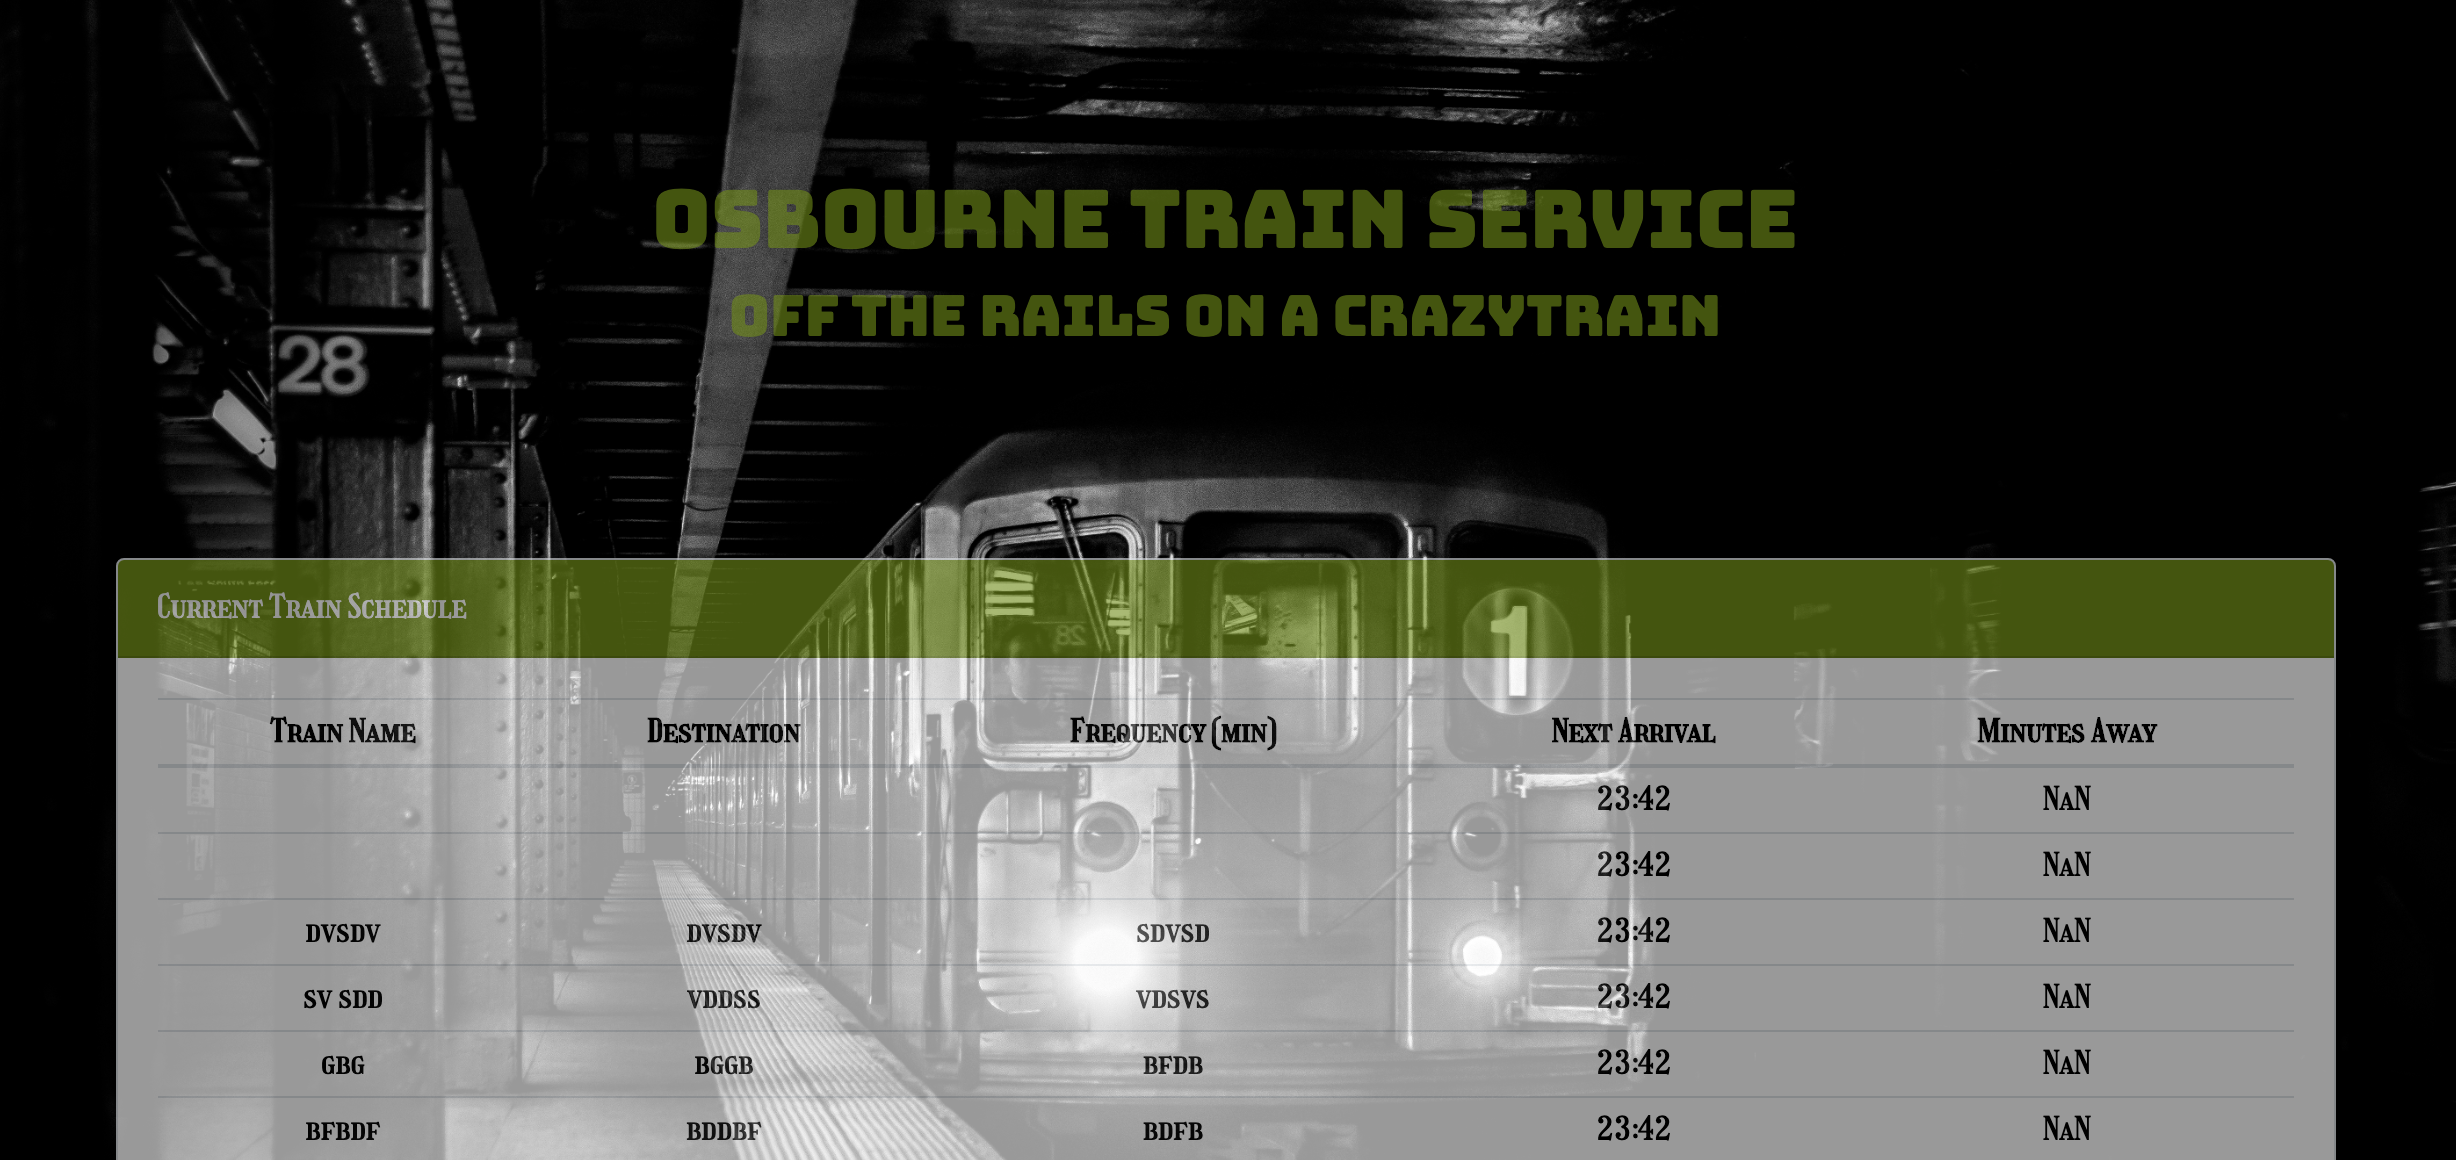 OSBOURNE TRAIN SERVICE
OFF THE RAILS ON A CRAZYTRAIN
28
Current Train Schedule
28
1
Train Name Destination Frequency (min) Next Arrival Minutes Away
23:42 NaN
23:42 NaN
dvsdv dvsdv sdvsd 23:42 NaN
sv sdd vddss vdsvs 23:42 NaN
gbg bggb bfdb 23:42 NaN
bfbdf bddbf bdfb 23:42 NaN